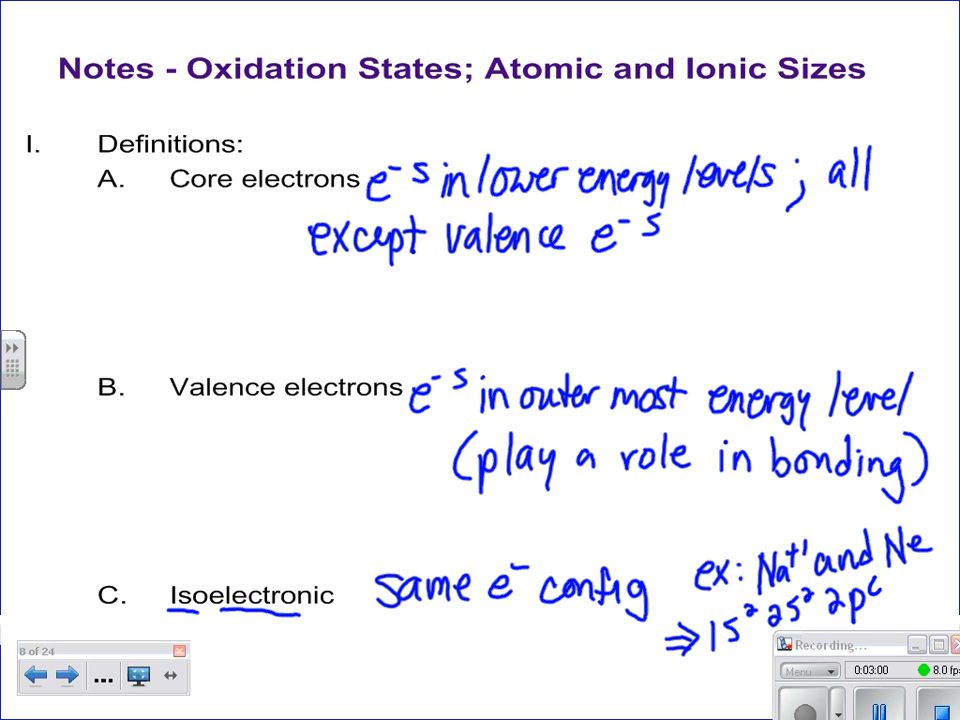 Notes - Oxidation States; Atomic and Ionic Sizes
I. Definitions:
A. Core electrons e⁻s in lower energy levels; all
except valence e⁻s
B. Valence electrons e⁻s in outer most energy level
(play a role in bonding)
C. Isoelectronic same e⁻ config ex: Na⁺¹ and Ne
⇒ 1s² 2s² 2p⁶
8 of 24
...
Recording...
Menu 0:03:00 8.0 fp